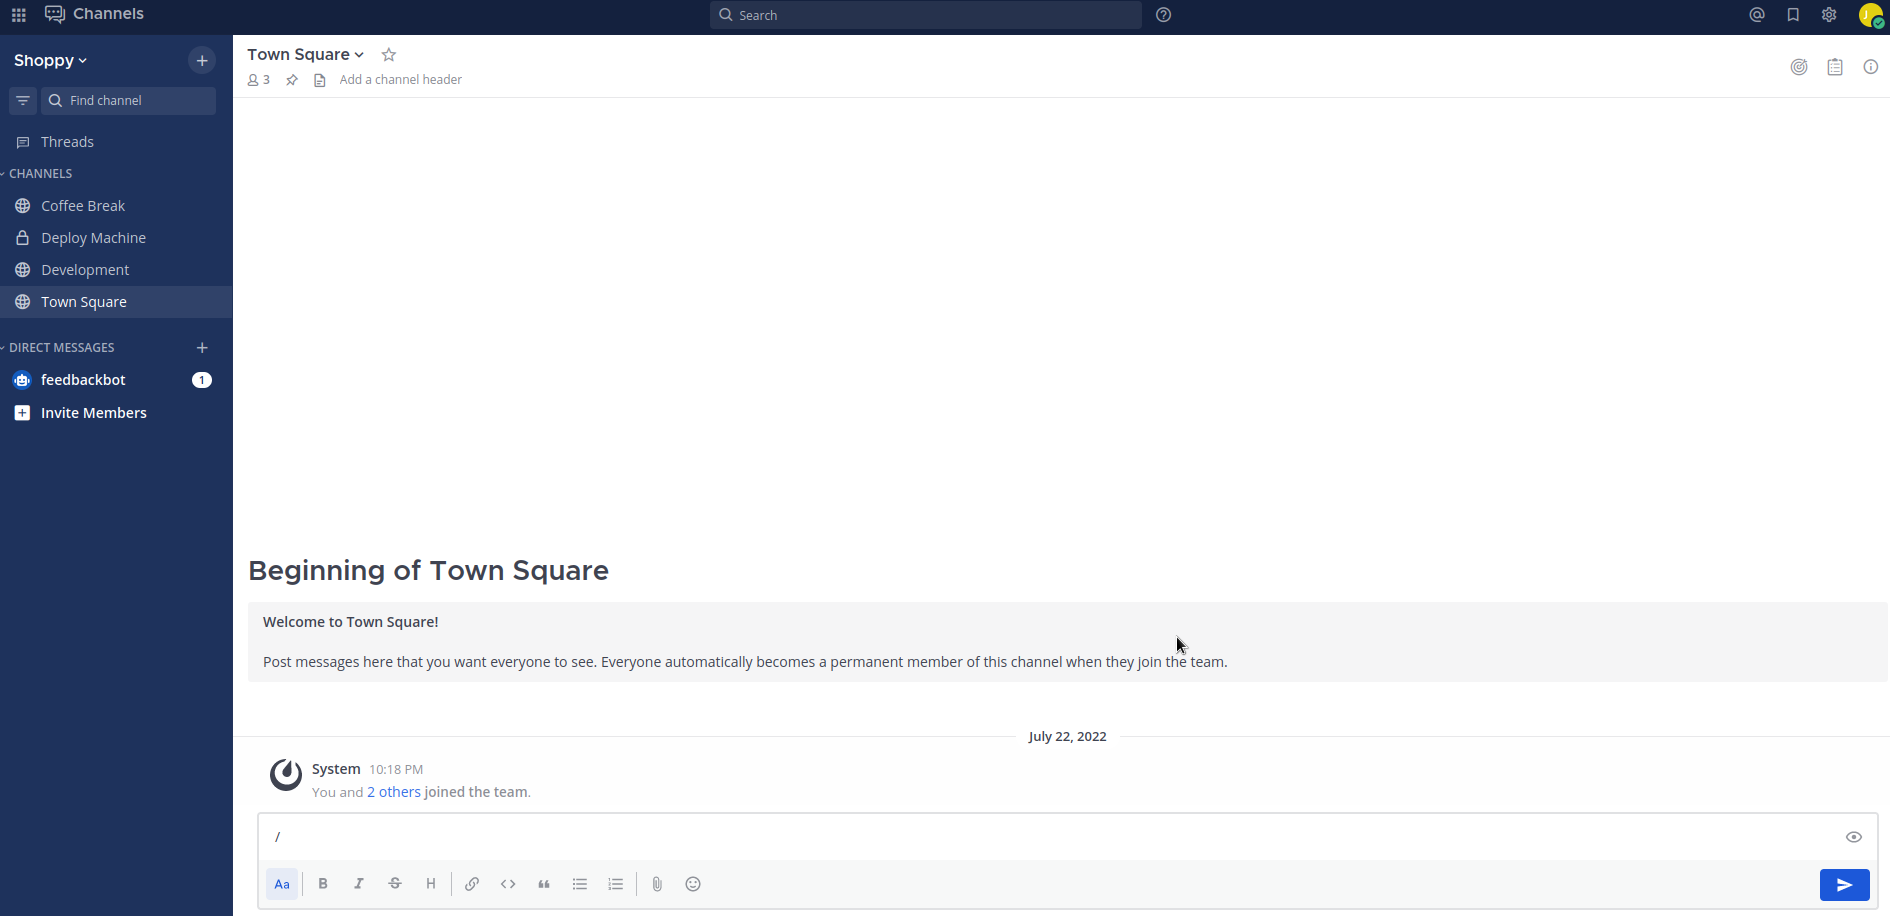 Channels
Search
J
Shoppy
Find channel
Threads
CHANNELS
Coffee Break
Deploy Machine
Development
Town Square
DIRECT MESSAGES
feedbackbot 1
Invite Members
Town Square
3 Add a channel header
Beginning of Town Square
Welcome to Town Square!
Post messages here that you want everyone to see. Everyone automatically becomes a permanent member of this channel when they join the team.
July 22, 2022
System 10:18 PM
You and 2 others joined the team.
/
Aa B I S H